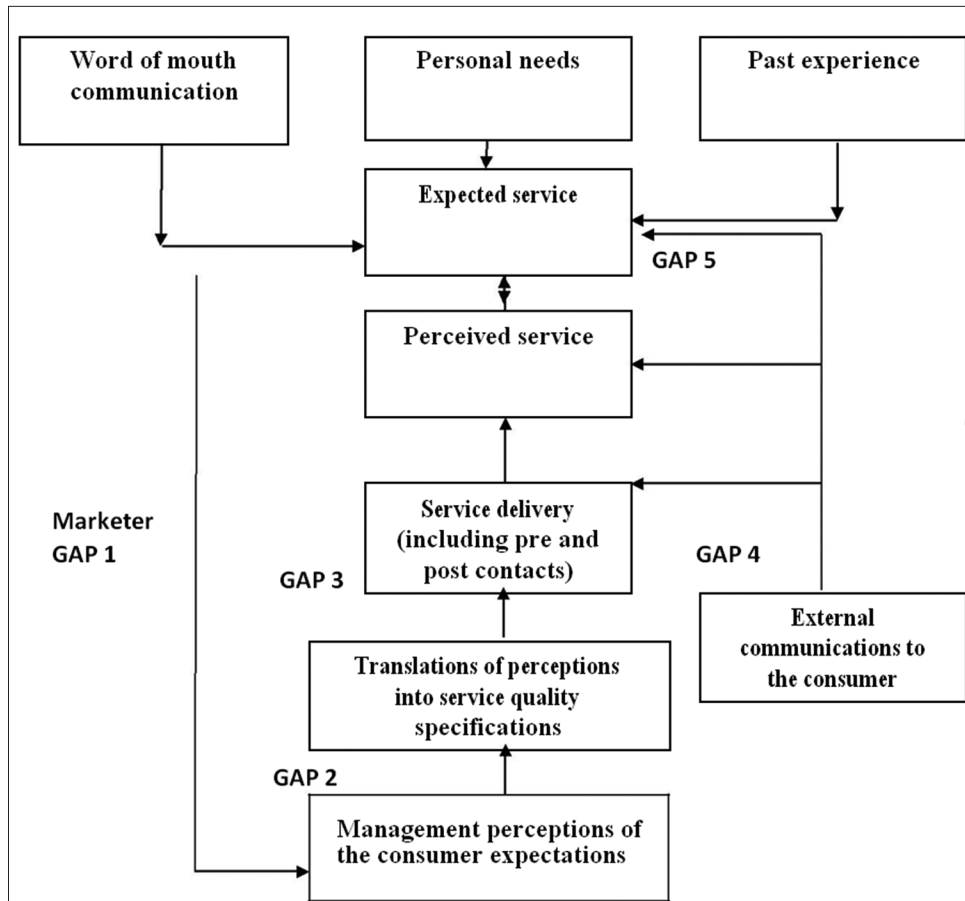 Word of mouth
communication
Personal needs
Past experience
Expected service
GAP 5
Perceived service
Marketer
GAP 1
Service delivery
(including pre and
post contacts)
GAP 3
GAP 4
External
communications to
the consumer
Translations of perceptions
into service quality
specifications
GAP 2
Management perceptions of
the consumer expectations